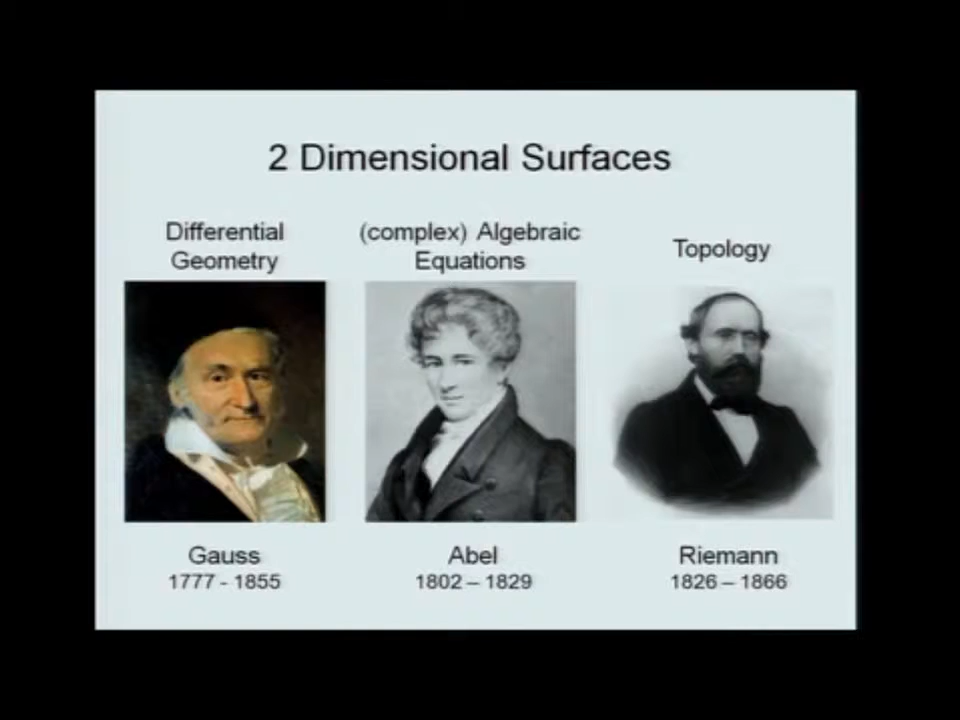 2 Dimensional Surfaces
Differential
Geometry
(complex) Algebraic
Equations
Topology
Gauss
1777 - 1855
Abel
1802 – 1829
Riemann
1826 – 1866